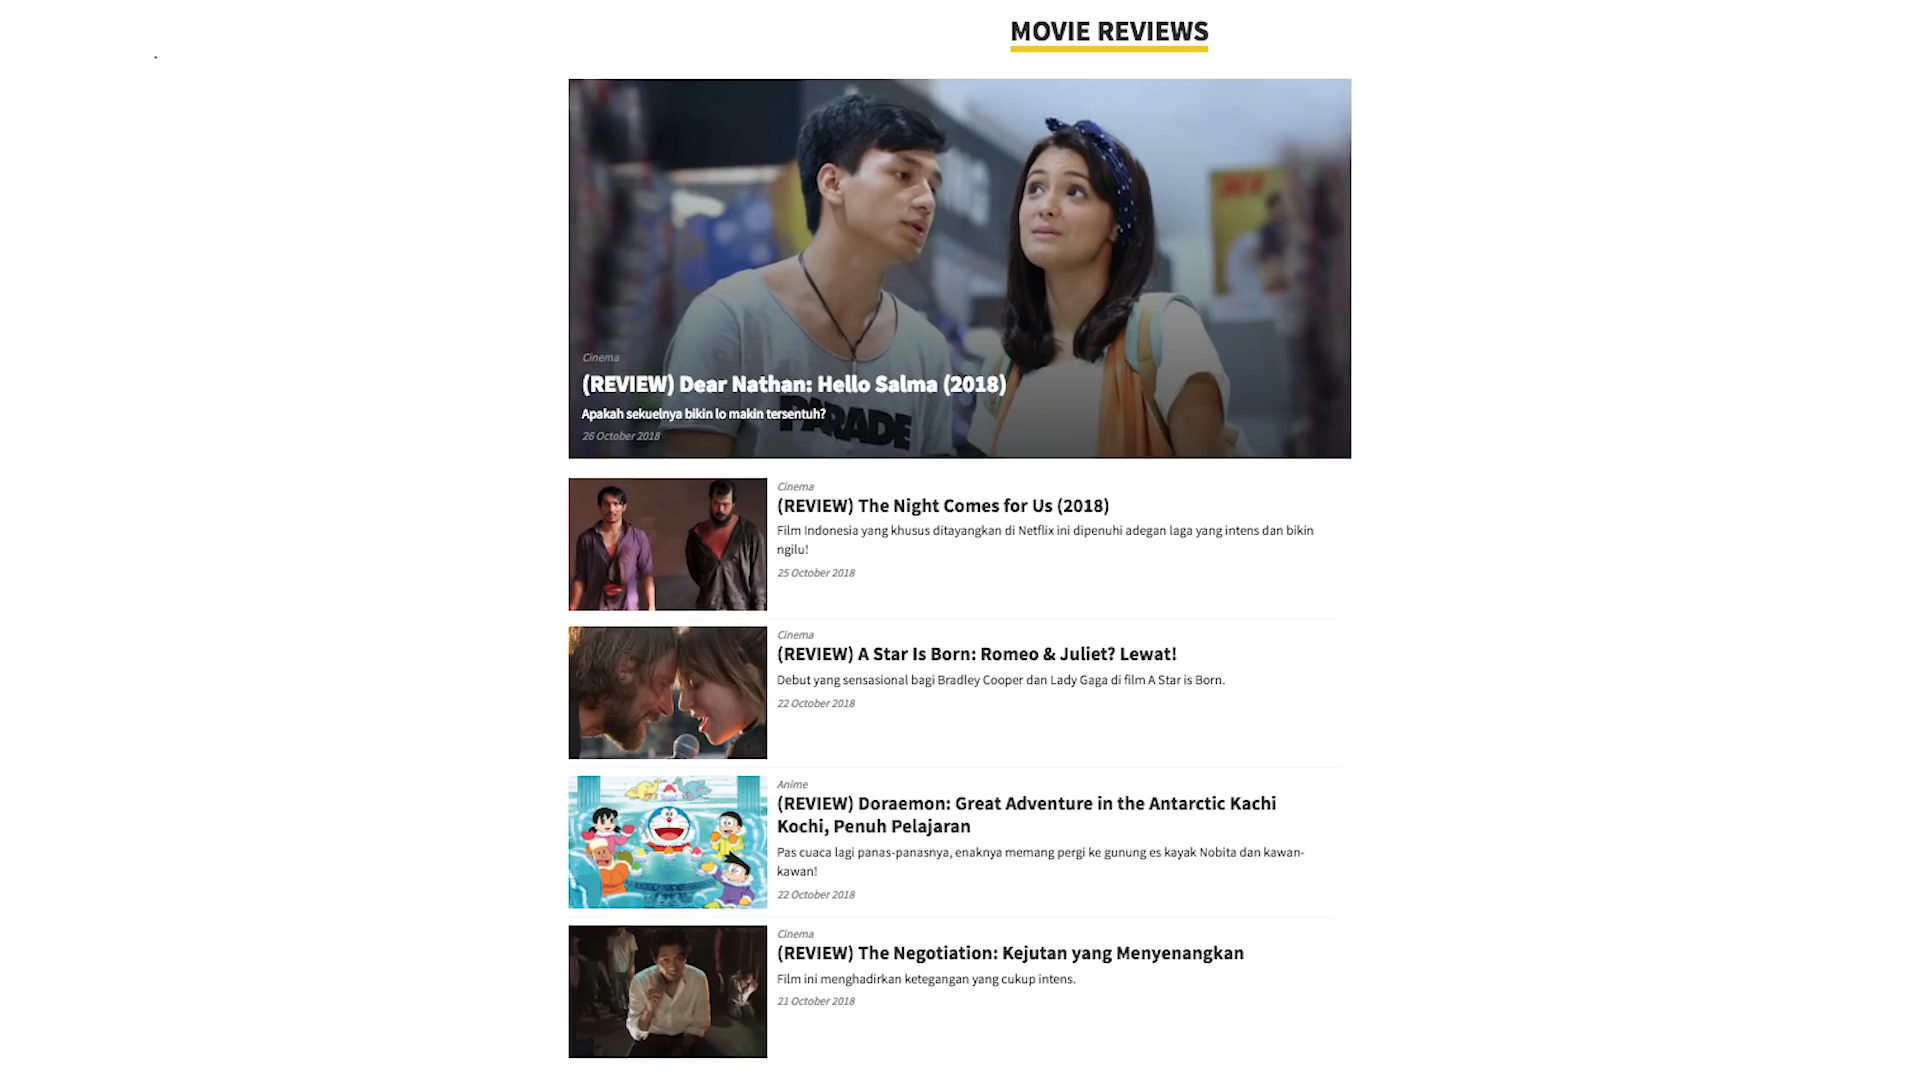 MOVIE REVIEWS
Cinema
(REVIEW) Dear Nathan: Hello Salma (2018)
Apakah sekuelnya bikin lo makin tersentuh?
PARADE
26 October 2018
Cinema
(REVIEW) The Night Comes for Us (2018)
Film Indonesia yang khusus ditayangkan di Netflix ini dipenuhi adegan laga yang intens dan bikin
ngilu!
25 October 2018
Cinema
(REVIEW) A Star Is Born: Romeo & Juliet? Lewat!
Debut yang sensasional bagi Bradley Cooper dan Lady Gaga di film A Star is Born.
22 October 2018
Anime
(REVIEW) Doraemon: Great Adventure in the Antarctic Kachi
Kochi, Penuh Pelajaran
Pas cuaca lagi panas-panasnya, enaknya memang pergi ke gunung es kayak Nobita dan kawan-
kawan!
22 October 2018
Cinema
(REVIEW) The Negotiation: Kejutan yang Menyenangkan
Film ini menghadirkan ketegangan yang cukup intens.
21 October 2018